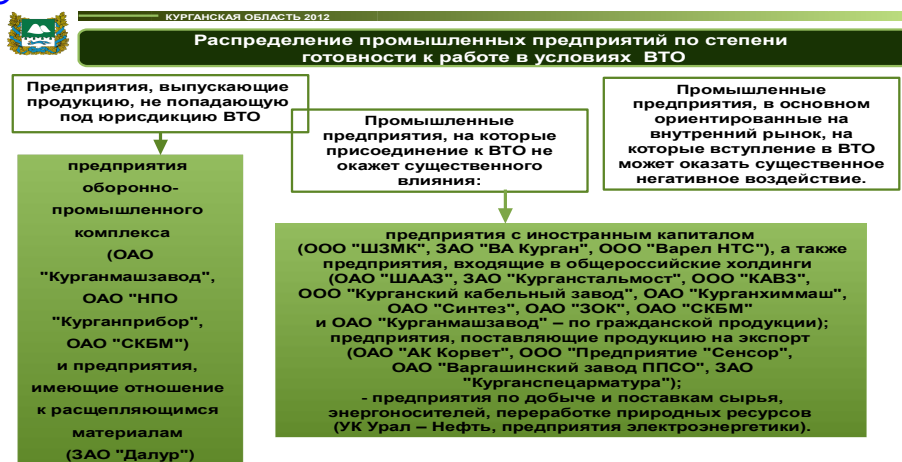 КУРГАНСКАЯ ОБЛАСТЬ 2012
Распределение промышленных предприятий по степени
готовности к работе в условиях ВТО
Предприятия, выпускающие
продукцию, не попадающую
под юрисдикцию ВТО
предприятия
оборонно-
промышленного
комплекса
(ОАО
"Курганмашзавод",
ОАО "НПО
"Курганприбор",
ОАО "СКБМ")
и предприятия,
имеющие отношение
к расщепляющимся
материалам
(ЗАО "Далур")
Промышленные
предприятия, на которые
присоединение к ВТО не
окажет существенного
влияния:
предприятия с иностранным капиталом
(ООО "ШЗМК", ЗАО "ВА Курган", ООО "Варел НТС"), а также
предприятия, входящие в общероссийские холдинги
(ОАО "ШААЗ", ЗАО "Курганстальмост", ООО "КАВЗ",
ООО "Курганский кабельный завод", ОАО "Курганхиммаш",
ОАО "Синтез", ОАО "ЗОК", ОАО "СКБМ"
и ОАО "Курганмашзавод" – по гражданской продукции);
предприятия, поставляющие продукцию на экспорт
(ОАО "АК Корвет", ООО "Предприятие "Сенсор",
ОАО "Варгашинский завод ППСО", ЗАО
"Курганспецарматура");
- предприятия по добыче и поставкам сырья,
энергоносителей, переработке природных ресурсов
(УК Урал – Нефть, предприятия электроэнергетики).
Промышленные
предприятия, в основном
ориентированные на
внутренний рынок, на
которые вступление в ВТО
может оказать существенное
негативное воздействие.